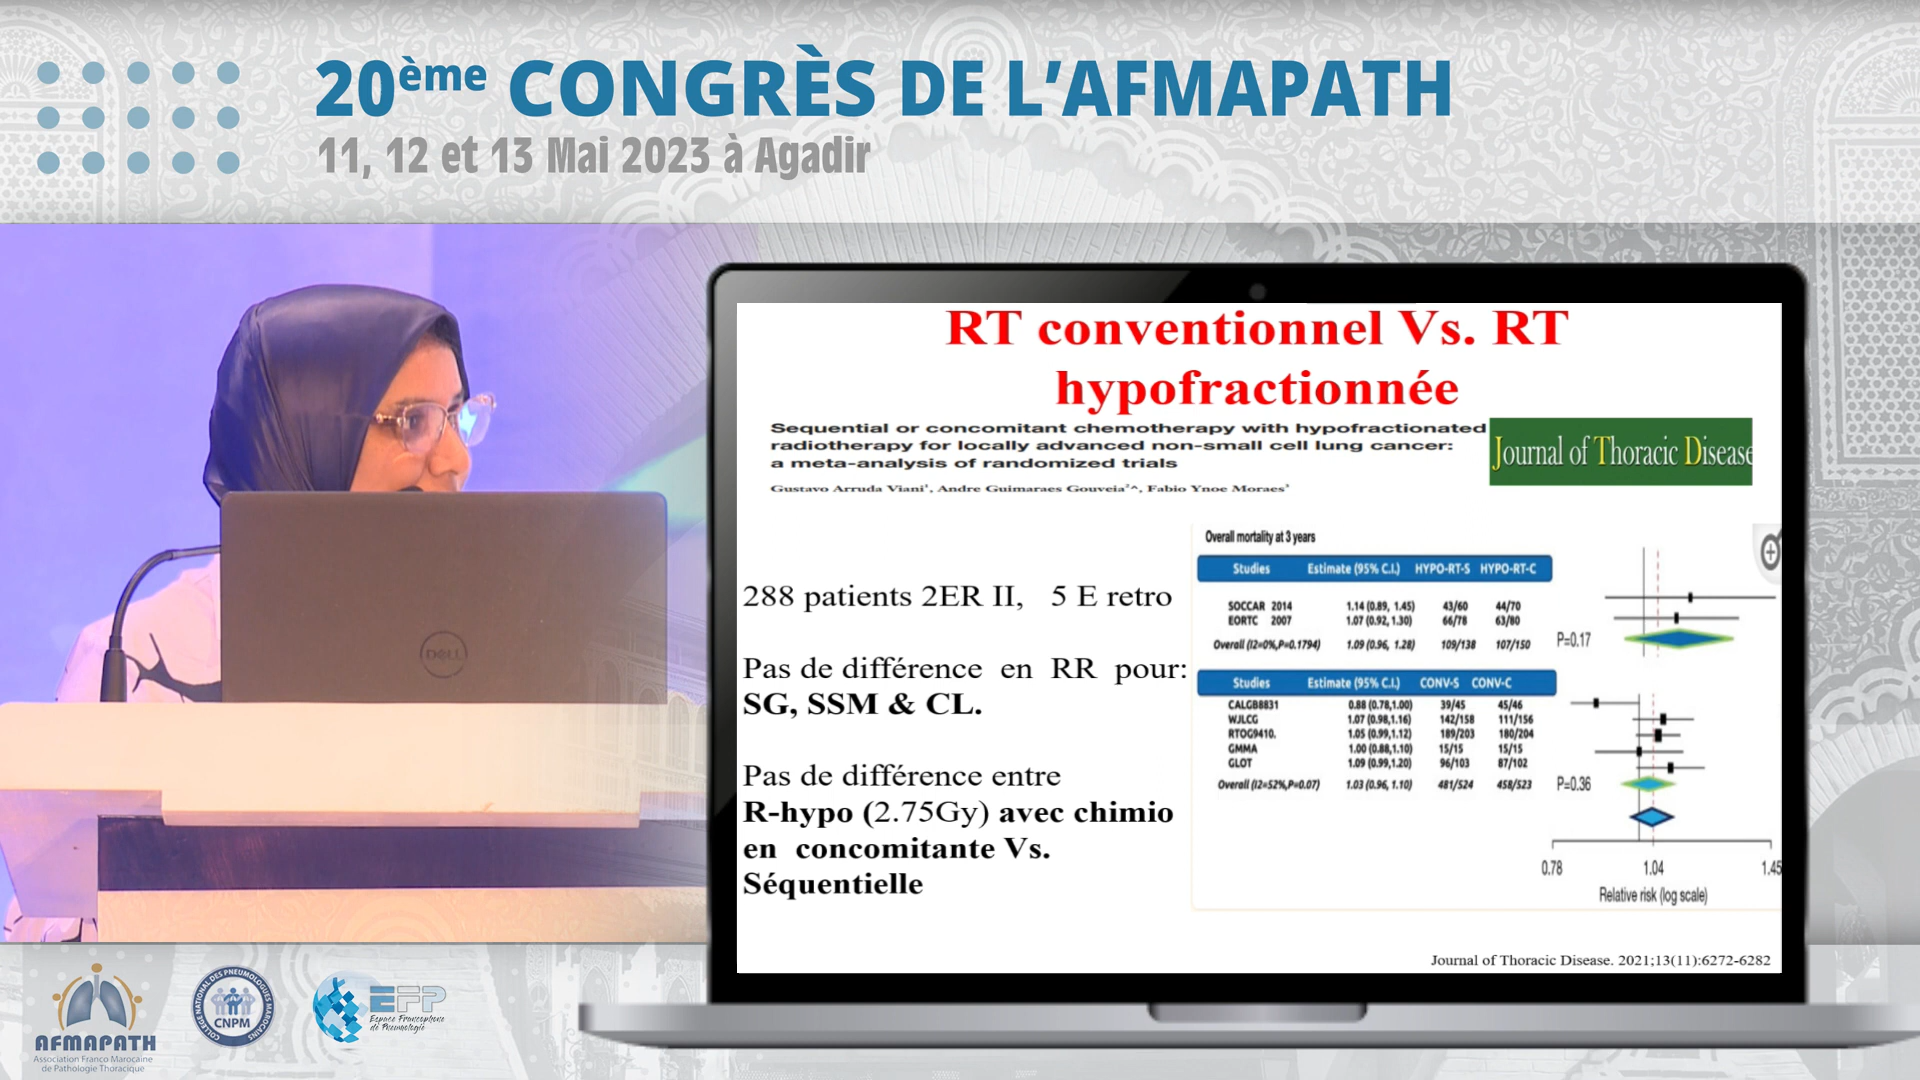 20ème CONGRÈS DE L'AFMAPATH
11, 12 et 13 Mai 2023 à Agadir
RT conventionnel Vs. RT
hypofractionnée
Sequential or concomitant chemotherapy with hypofractionated
radiotherapy for locally advanced non-small cell lung cancer:
a meta-analysis of randomized trials
Gustavo Arruda Viani¹, Andre Guimaraes Gouveia²^, Fabio Ynoe Moraes³
Journal of Thoracic Disease
288 patients 2ER II, 5 E retro
Pas de différence en RR pour:
SG, SSM & CL.
Pas de différence entre
R-hypo (2.75Gy) avec chimio
en concomitante Vs.
Séquentielle
Overall mortality at 3 years
Studies Estimate (95% C.I.) HYPO-RT-S HYPO-RT-C
SOCCAR 2014 1.14 (0.89, 1.45) 43/60 44/70
EORTC 2007 1.07 (0.92, 1.30) 66/78 63/80
Overall (I2=0%,P=0.1794) 1.09 (0.96, 1.28) 109/138 107/150 P=0.17
Studies Estimate (95% C.I.) CONV-S CONV-C
CALGB8831 0.88 (0.78,1.00) 39/45 45/46
WJLCG 1.07 (0.98,1.16) 142/158 111/156
RTOG9410. 1.05 (0.99,1.12) 189/203 180/204
GMMA 1.00 (0.88,1.10) 15/15 15/15
GLOT 1.09 (0.99,1.20) 96/103 87/102
Overall (I2=52%,P=0.07) 1.03 (0.96, 1.10) 481/524 458/523 P=0.36
0.78 1.04 1.45
Relative risk (log scale)
Journal of Thoracic Disease. 2021;13(11):6272-6282
DELL
AFMAPATH
Association Franco Marocaine
de Pathologie Thoracique
COLLÈGE NATIONAL DES PNEUMOLOGUES MAROCAINS
CNPM
EFP
Espace Francophone
de Pneumologie